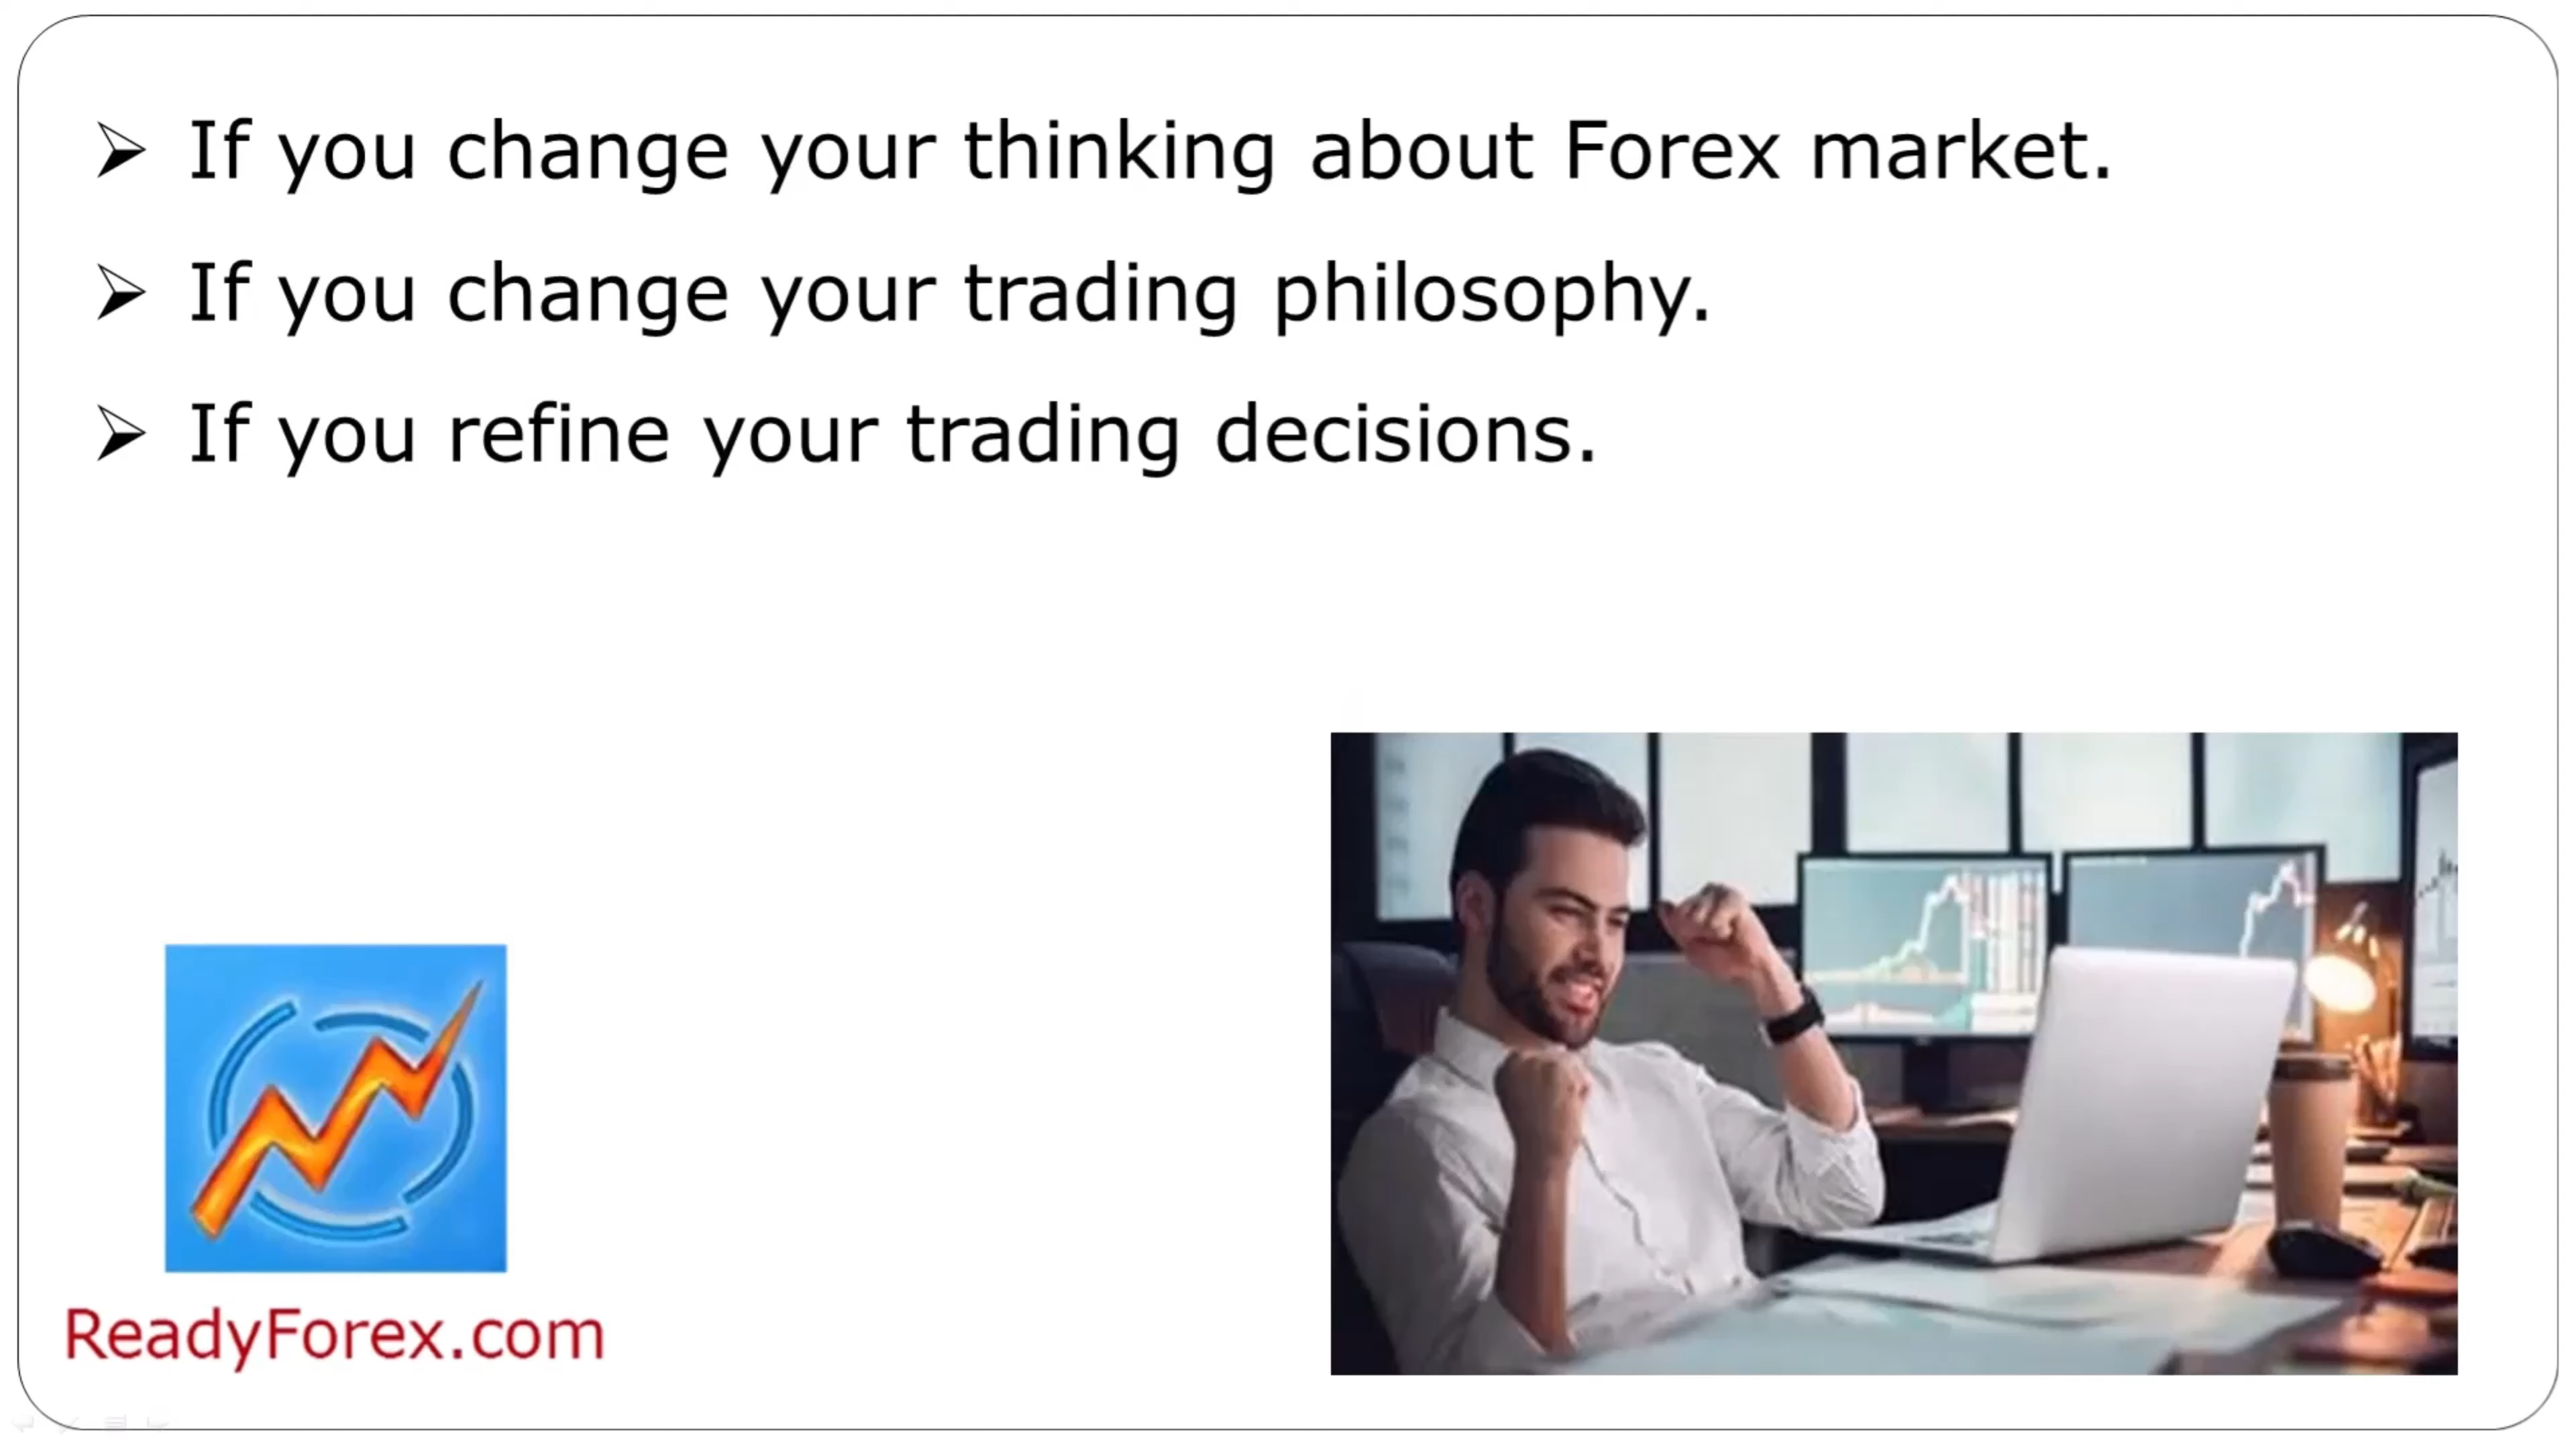 If you change your thinking about Forex market.
If you change your trading philosophy.
If you refine your trading decisions.
ReadyForex.com